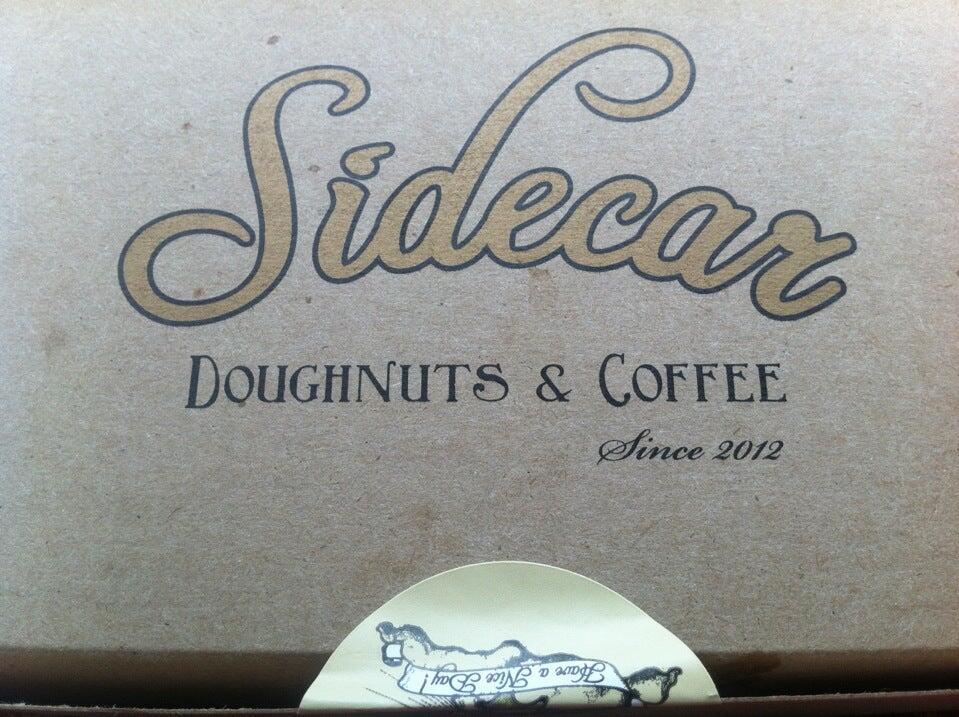 Sidecar
DOUGHNUTS & COFFEE
Since 2012
Have a Nice Day!